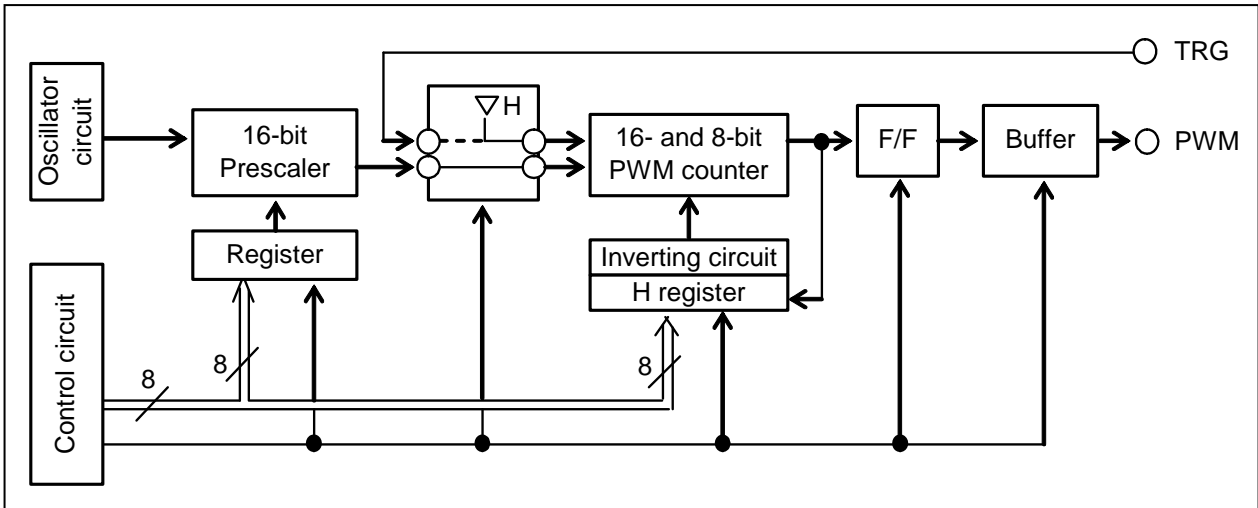 TRG
Oscillator
circuit
16-bit
Prescaler
H
16- and 8-bit
PWM counter
F/F
Buffer
PWM
Register
Inverting circuit
H register
Control circuit
8
8
8